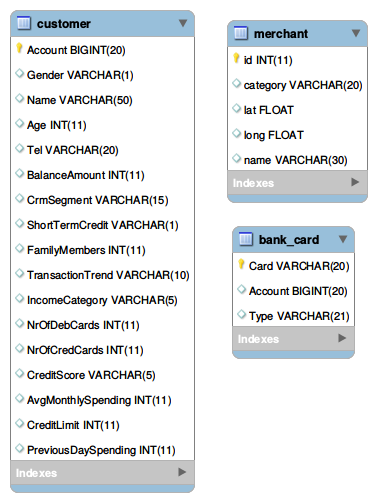 customer
Account BIGINT(20)
Gender VARCHAR(1)
Name VARCHAR(50)
Age INT(11)
Tel VARCHAR(20)
BalanceAmount INT(11)
CrmSegment VARCHAR(15)
ShortTermCredit VARCHAR(1)
FamilyMembers INT(11)
TransactionTrend VARCHAR(10)
IncomeCategory VARCHAR(5)
NrOfDebCards INT(11)
NrOfCredCards INT(11)
CreditScore VARCHAR(5)
AvgMonthlySpending INT(11)
CreditLimit INT(11)
PreviousDaySpending INT(11)
Indexes
merchant
id INT(11)
category VARCHAR(20)
lat FLOAT
long FLOAT
name VARCHAR(30)
Indexes
bank_card
Card VARCHAR(20)
Account BIGINT(20)
Type VARCHAR(21)
Indexes